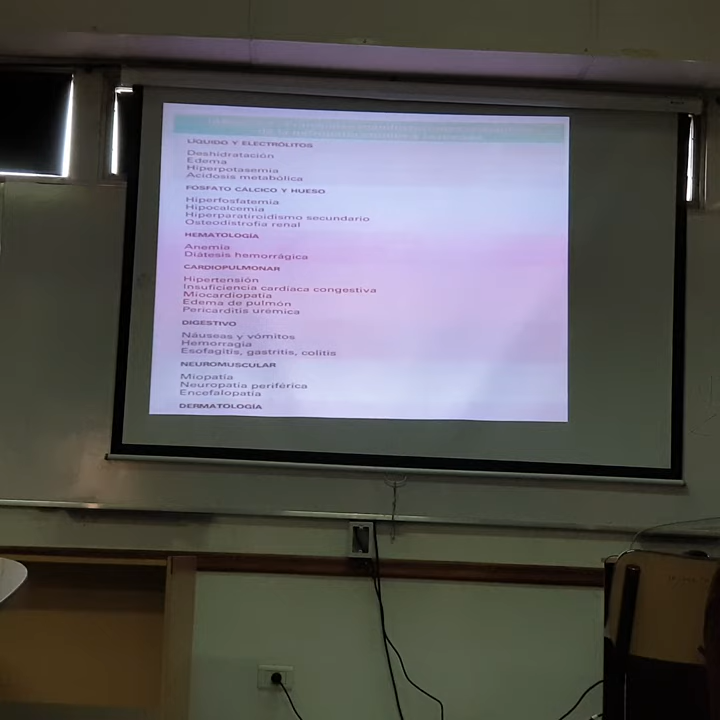 LÍQUIDO Y ELECTRÓLITOS
Deshidratación
Edema
Hiperpotasemia
Acidosis metabólica
FOSFATO CÁLCICO Y HUESO
Hiperfosfatemia
Hipocalcemia
Hiperparatiroidismo secundario
Osteodistrofia renal
HEMATOLOGÍA
Anemia
Diátesis hemorrágica
CARDIOPULMONAR
Hipertensión
Insuficiencia cardíaca congestiva
Miocardiopatía
Edema de pulmón
Pericarditis urémica
DIGESTIVO
Náuseas y vómitos
Hemorragia
Esofagitis, gastritis, colitis
NEUROMUSCULAR
Miopatía
Neuropatía periférica
Encefalopatía
DERMATOLOGÍA